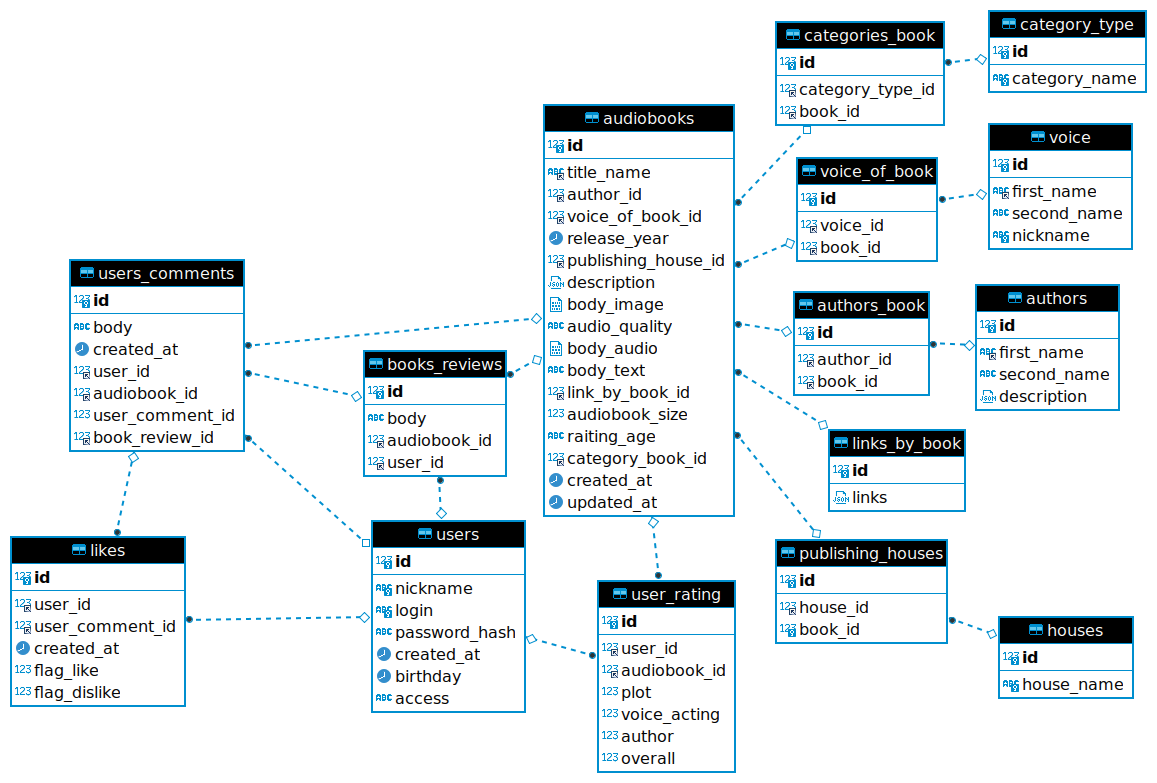 categories_book
id
category_type_id
book_id
category_type
id
category_name
audiobooks
id
title_name
author_id
voice_of_book_id
release_year
publishing_house_id
description
body_image
audio_quality
body_audio
body_text
link_by_book_id
audiobook_size
raiting_age
category_book_id
created_at
updated_at
voice_of_book
id
voice_id
book_id
voice
id
first_name
second_name
nickname
users_comments
id
body
created_at
user_id
audiobook_id
user_comment_id
book_review_id
books_reviews
id
body
audiobook_id
user_id
authors_book
id
author_id
book_id
authors
id
first_name
second_name
description
links_by_book
id
links
likes
id
user_id
user_comment_id
created_at
flag_like
flag_dislike
users
id
nickname
login
password_hash
created_at
birthday
access
user_rating
id
user_id
audiobook_id
plot
voice_acting
author
overall
publishing_houses
id
house_id
book_id
houses
id
house_name